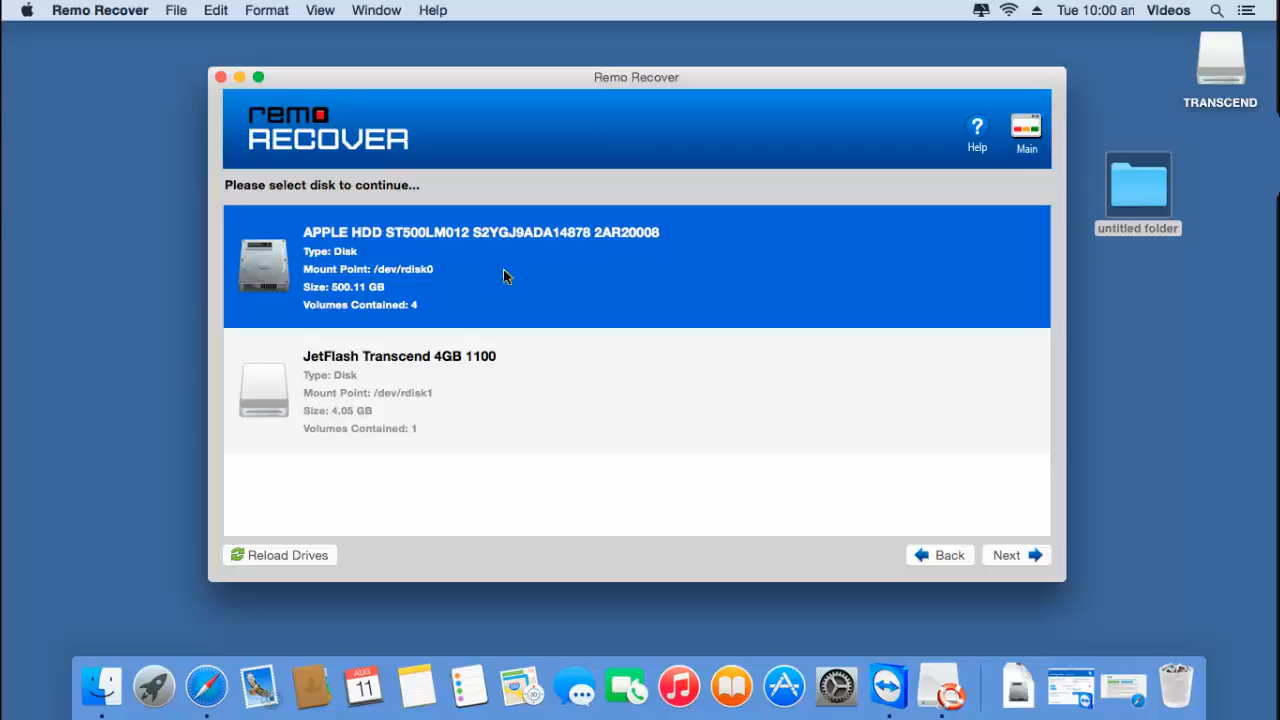 Remo Recover File Edit Format View Window Help Tue 10:00 an Videos
TRANSCEND
untitled folder
Remo Recover
remo
RECOVER
? Help
Main
Please select disk to continue...
APPLE HDD ST500LM012 S2YGJ9ADA14878 2AR20008
Type: Disk
Mount Point: /dev/rdisk0
Size: 500.11 GB
Volumes Contained: 4
JetFlash Transcend 4GB 1100
Type: Disk
Mount Point: /dev/rdisk1
Size: 4.05 GB
Volumes Contained: 1
Reload Drives
Back
Next
AUG
11